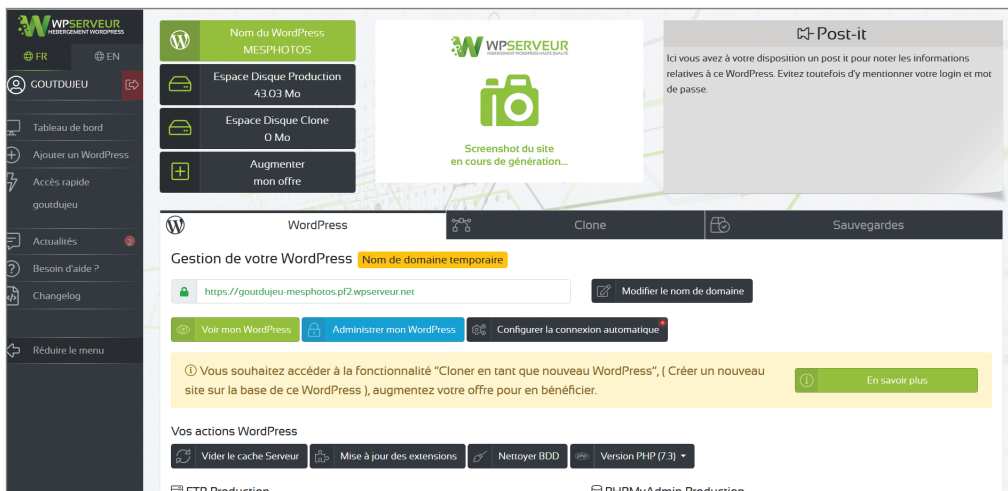 WPSERVEUR
HEBERGEMENT WORDPRESS
FR
EN
GOUTDUJEU
Tableau de bord
Ajouter un WordPress
Accès rapide
goutdujeu
Actualités
2
Besoin d'aide ?
Changelog
Réduire le menu
Nom du WordPress
MESPHOTOS
Espace Disque Production
43.03 Mo
Espace Disque Clone
0 Mo
Augmenter
mon offre
WPSERVEUR
HEBERGEMENT WORDPRESS HAUTE QUALITÉ
Screenshot du site
en cours de génération...
Post-it
Ici vous avez à votre disposition un post it pour noter les informations
relatives à ce WordPress. Evitez toutefois d'y mentionner votre login et mot
de passe.
WordPress
Clone
Sauvegardes
Gestion de votre WordPress
Nom de domaine temporaire
https://goutdujeu-mesphotos.pf2.wpserveur.net
Modifier le nom de domaine
Voir mon WordPress
Administrer mon WordPress
Configurer la connexion automatique
Vous souhaitez accéder à la fonctionnalité "Cloner en tant que nouveau WordPress", ( Créer un nouveau
site sur la base de ce WordPress ), augmentez votre offre pour en bénéficier.
En savoir plus
Vos actions WordPress
Vider le cache Serveur
Mise à jour des extensions
Nettoyer BDD
php
Version PHP (7.3)
FTP Production
PHPMyAdmin Production